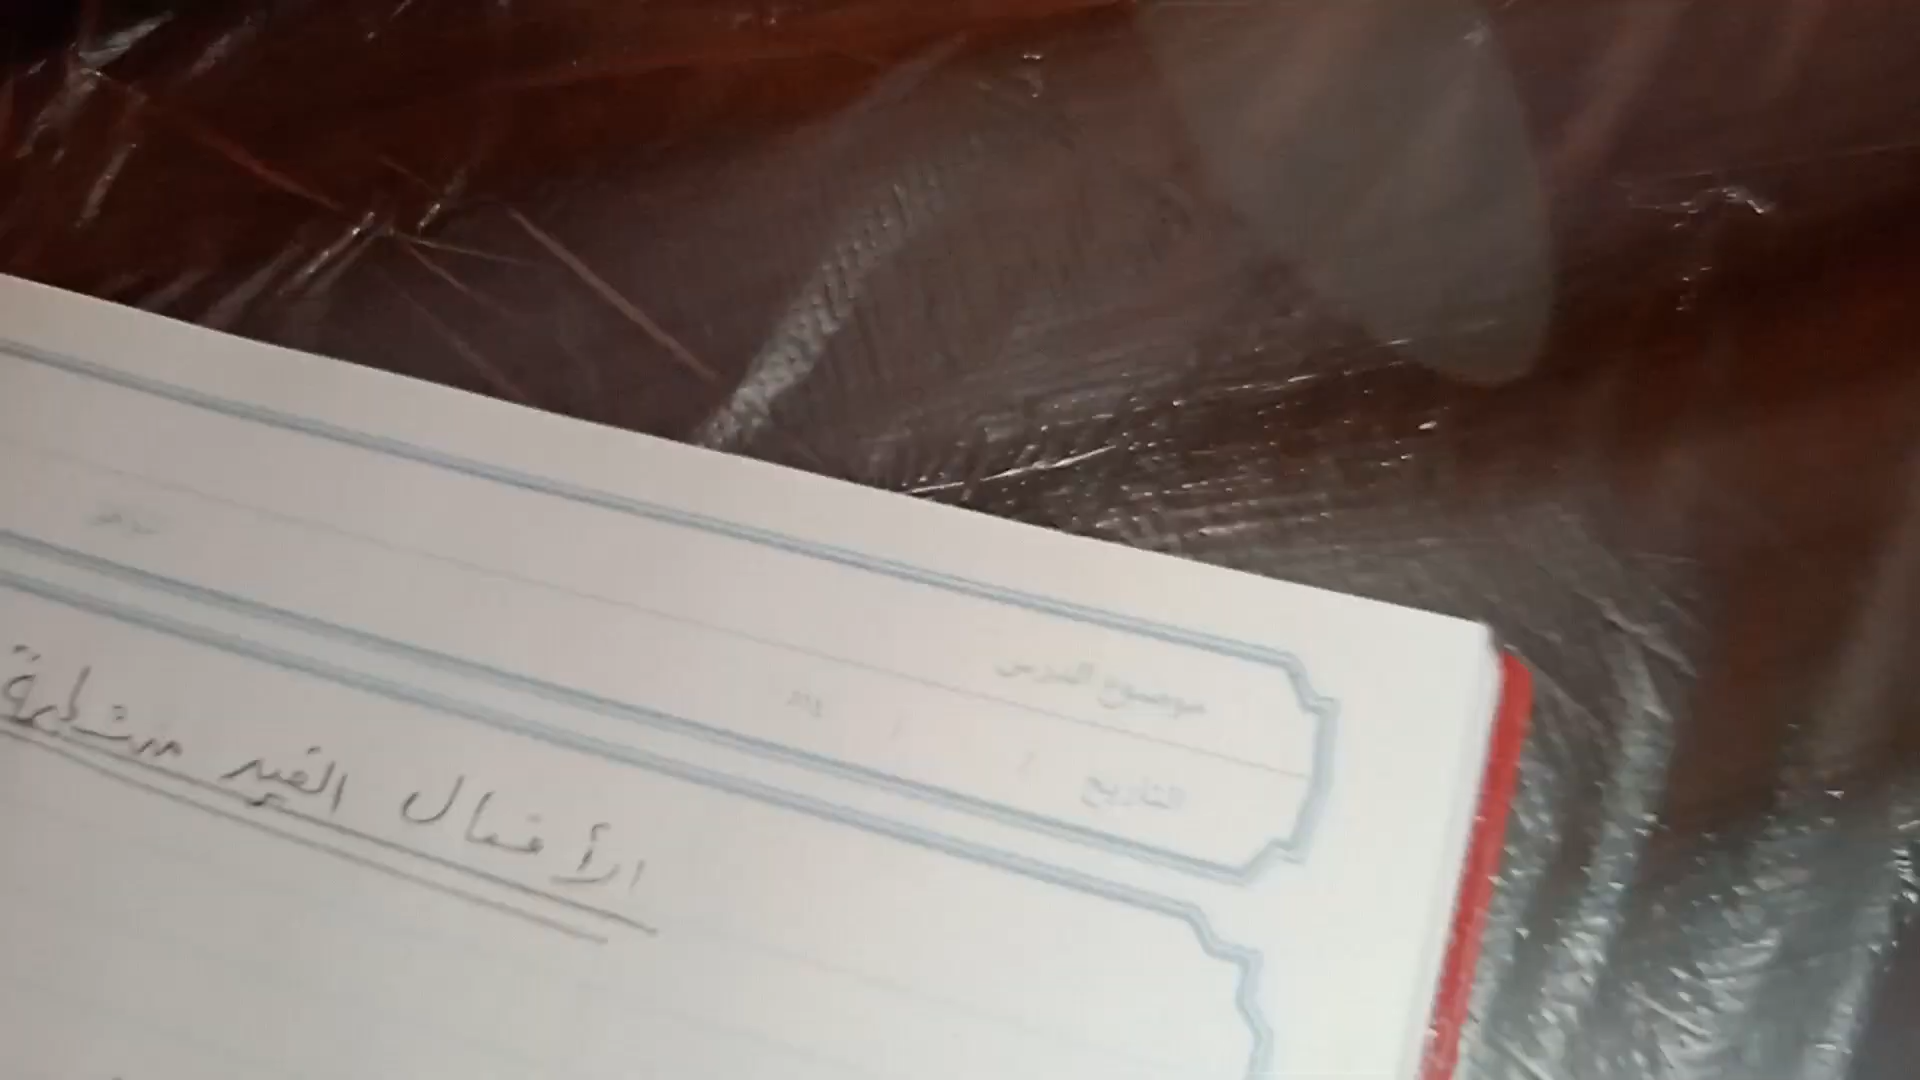 موضوع الدرس
التاريخ / /
الأفعال الغير منتظمة